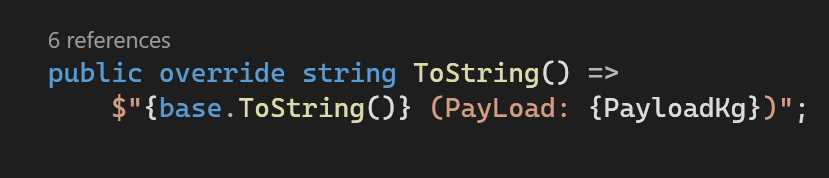 6 references
public override string ToString() =>
    $"{base.ToString()} (PayLoad: {PayloadKg})";